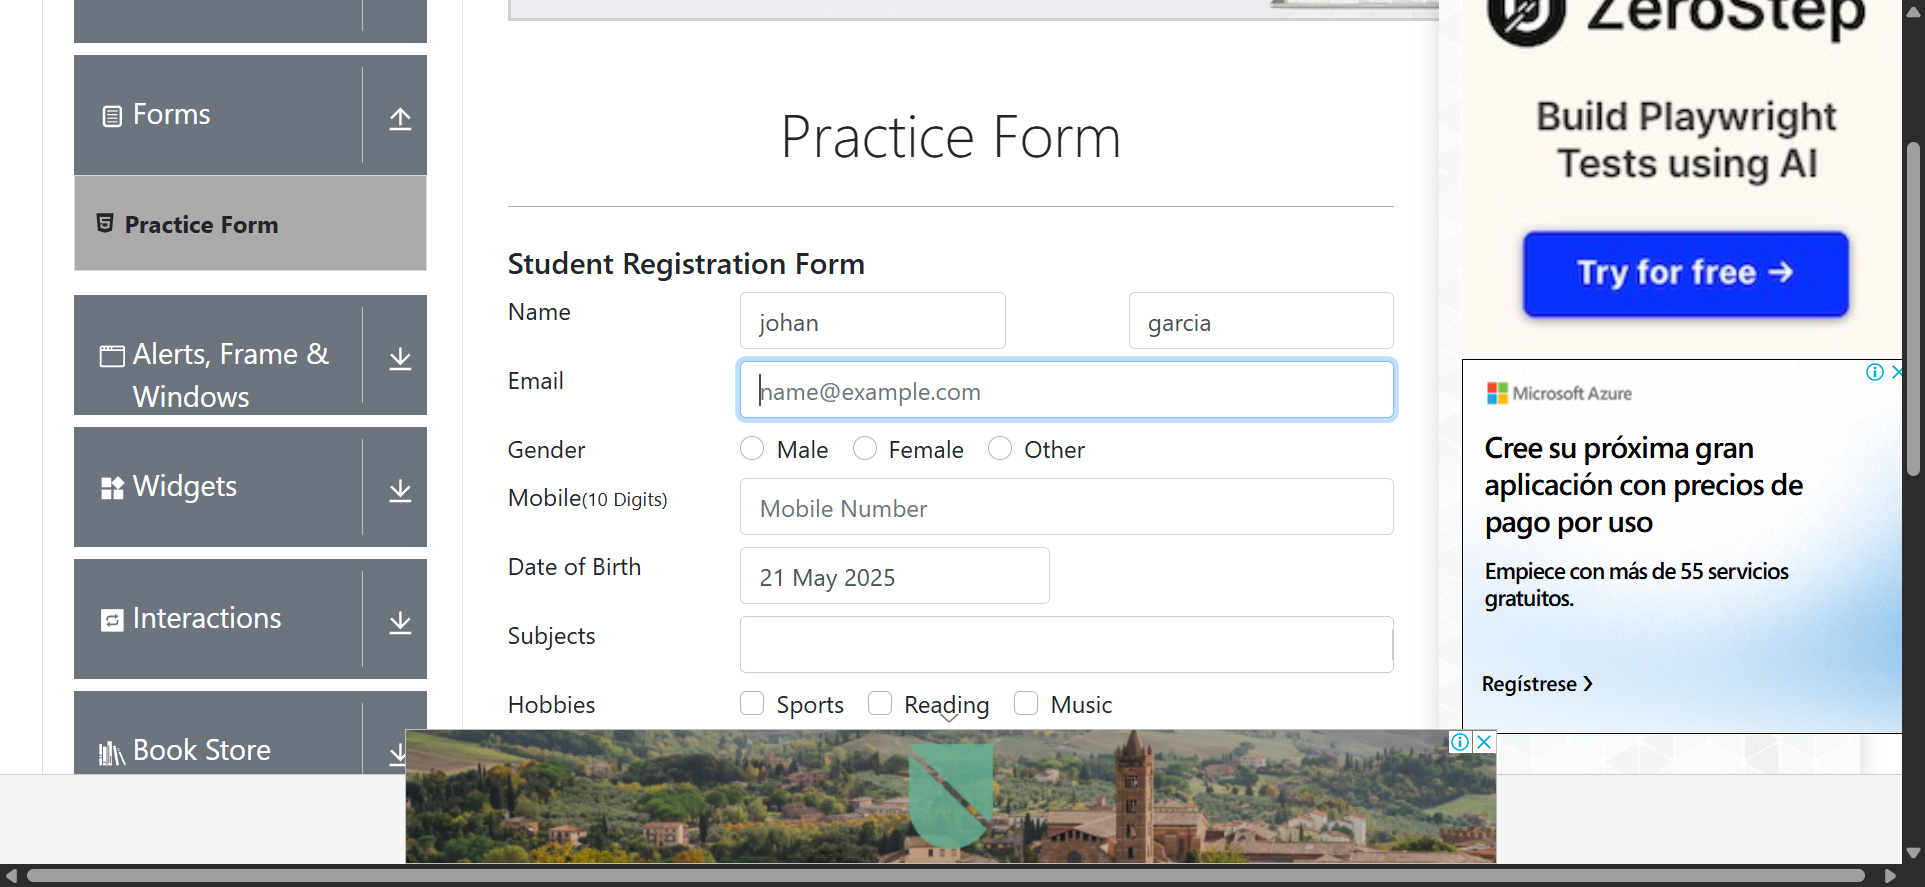 Forms
Practice Form
Alerts, Frame &
Windows
Widgets
Interactions
Book Store
Practice Form
Student Registration Form
Name
johan
garcia
Email
name@example.com
Gender
Male
Female
Other
Mobile(10 Digits)
Mobile Number
Date of Birth
21 May 2025
Subjects
Hobbies
Sports
Reading
Music
ZeroStep
Build Playwright
Tests using AI
Try for free →
Microsoft Azure
Cree su próxima gran
aplicación con precios de
pago por uso
Empiece con más de 55 servicios
gratuitos.
Regístrese